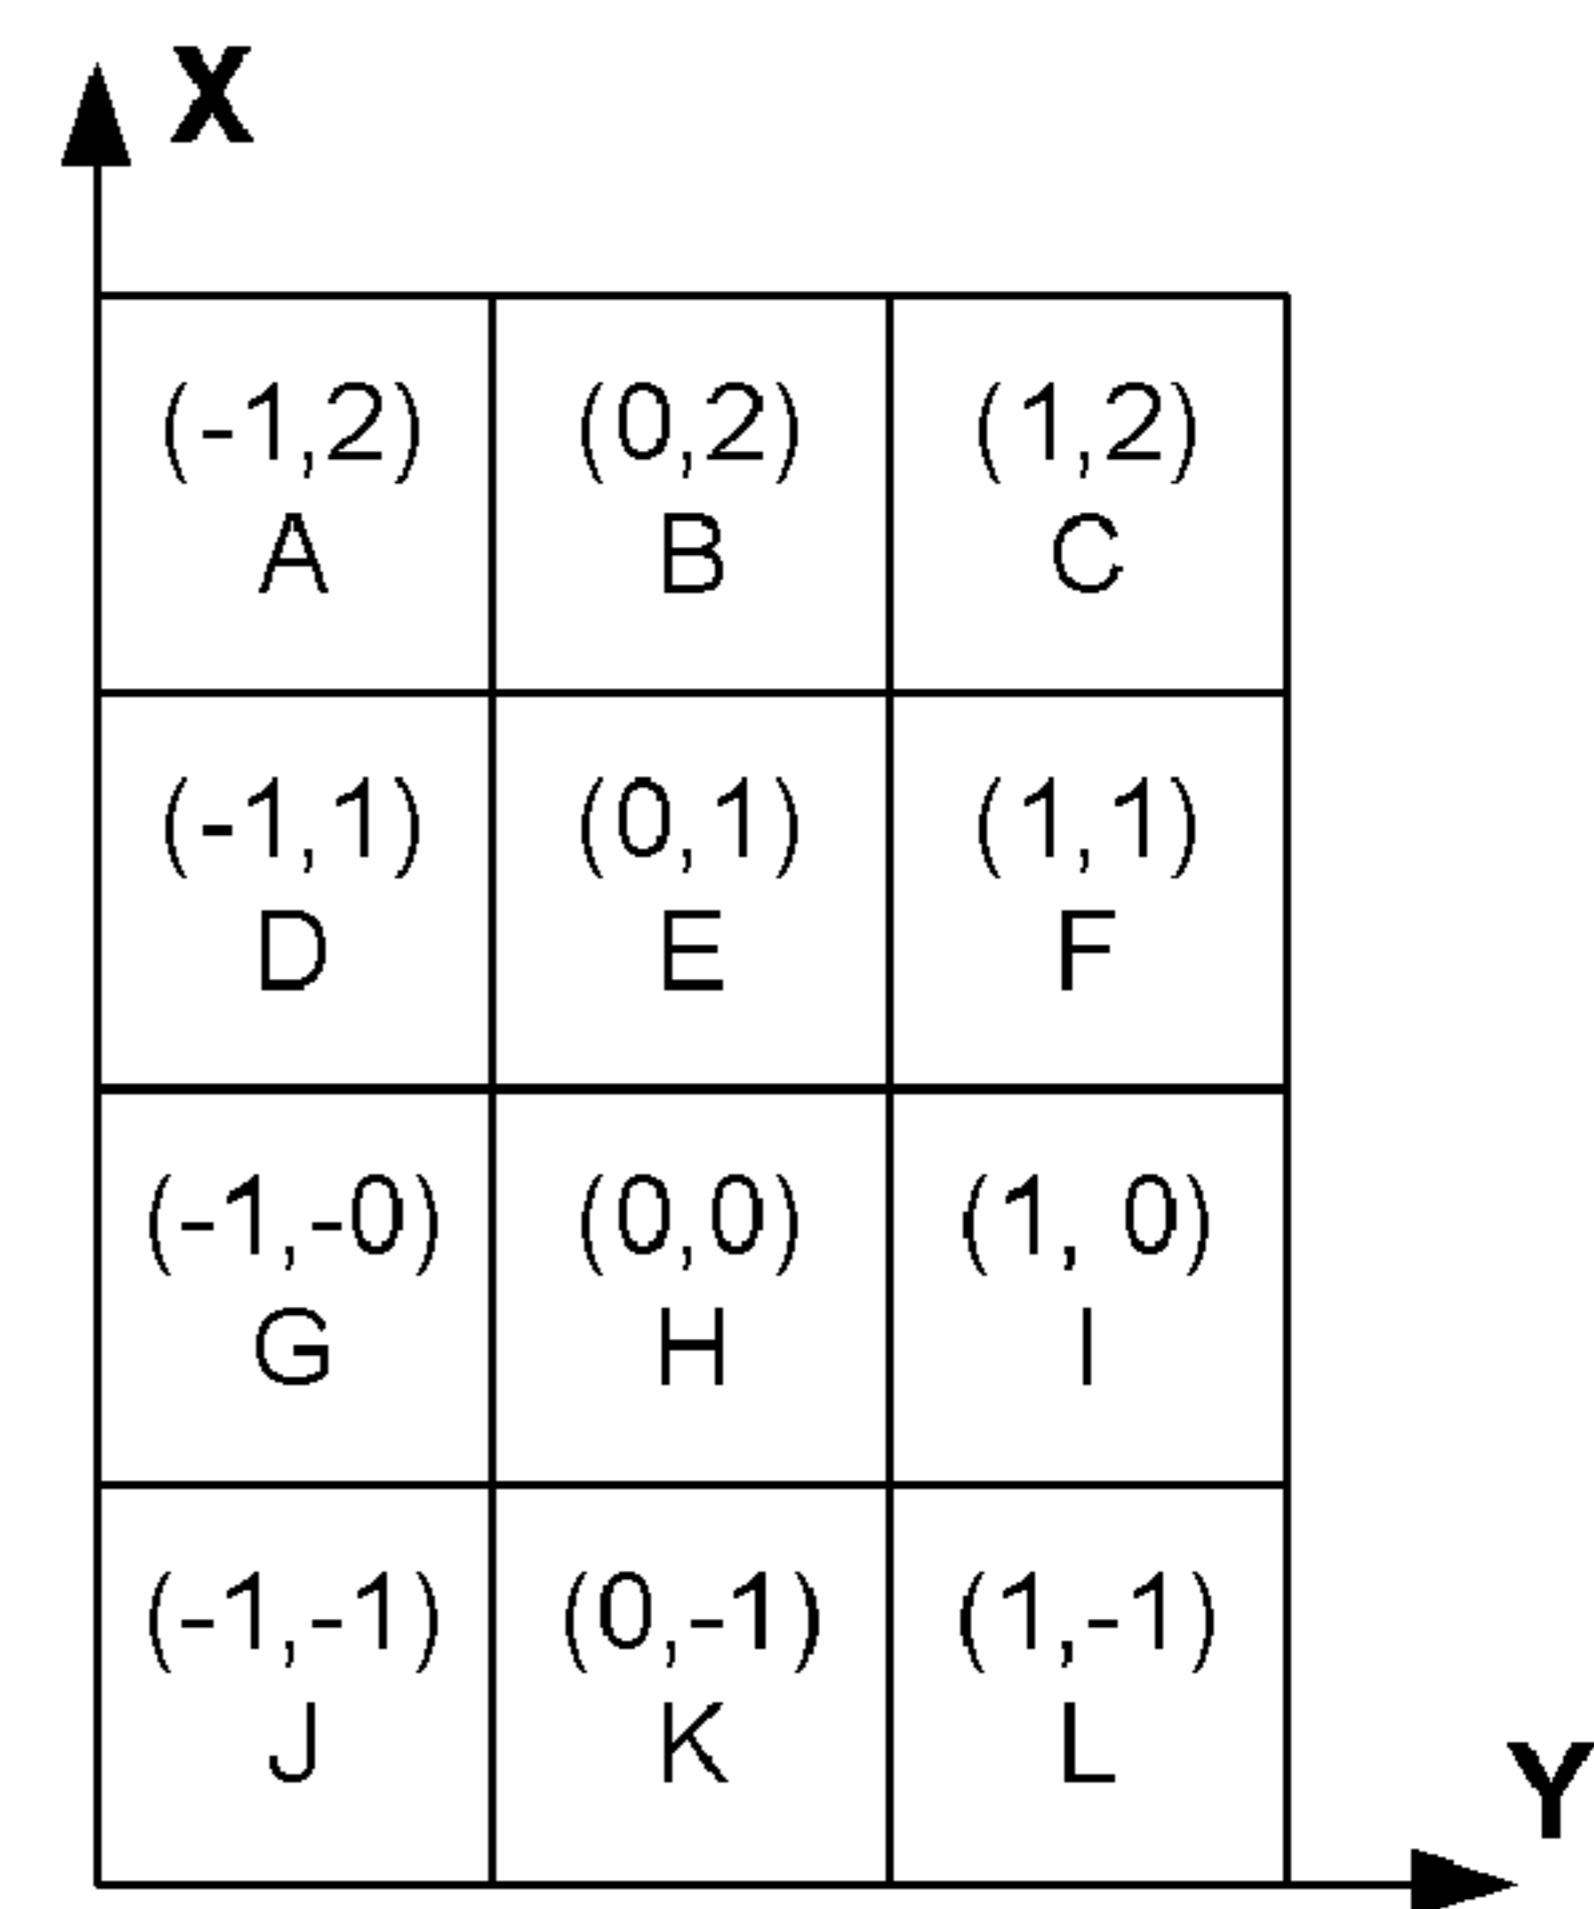 X
(-1,2) (0,2) (1,2)
A B C
(-1,1) (0,1) (1,1)
D E F
(-1,-0) (0,0) (1, 0)
G H I
(-1,-1) (0,-1) (1,-1)
J K L
Y